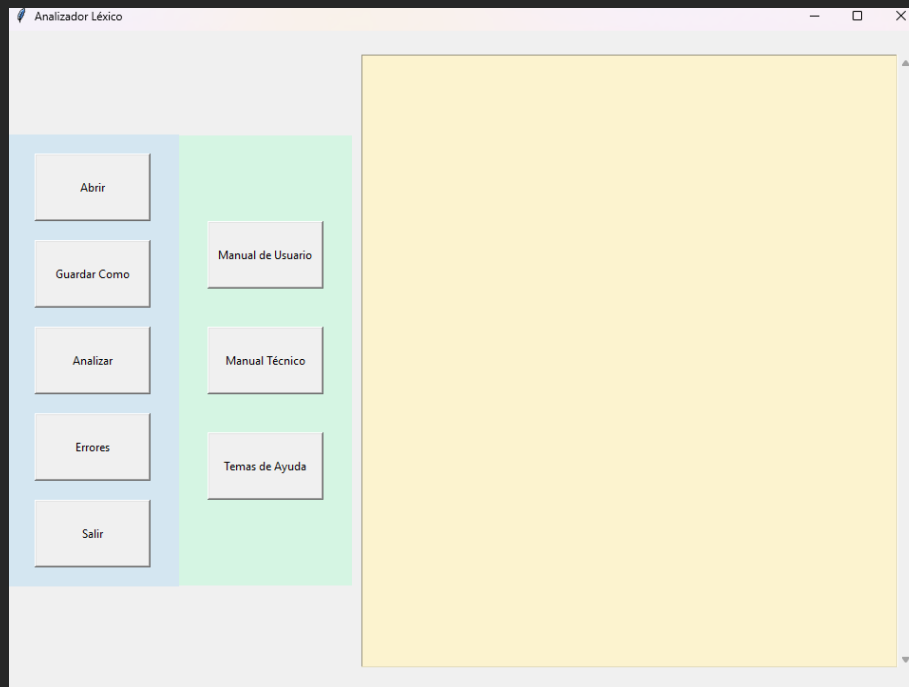 Analizador Léxico
Abrir
Guardar Como
Analizar
Errores
Salir
Manual de Usuario
Manual Técnico
Temas de Ayuda